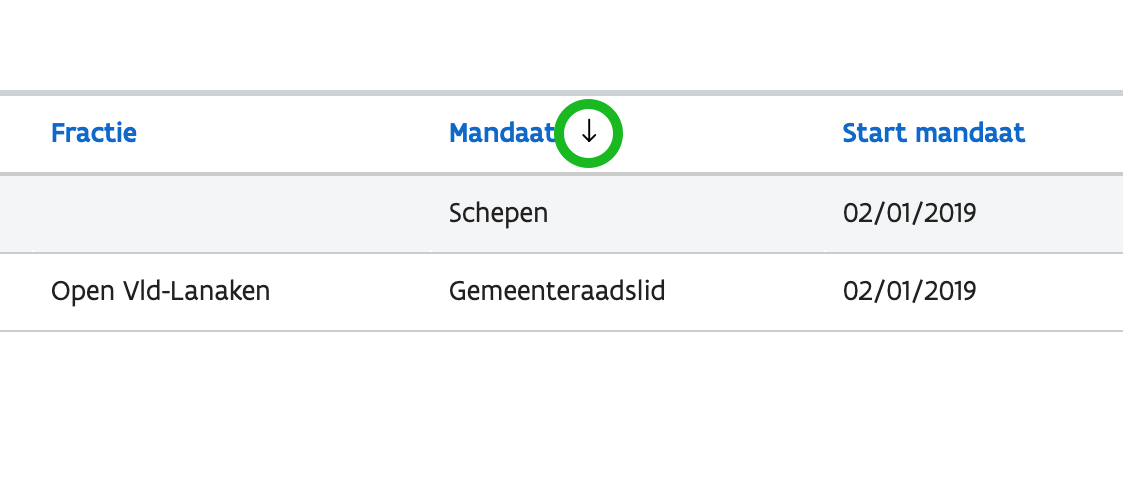 Fractie Mandaat ↓ Start mandaat
Schepen 02/01/2019
Open Vld-Lanaken Gemeenteraadslid 02/01/2019